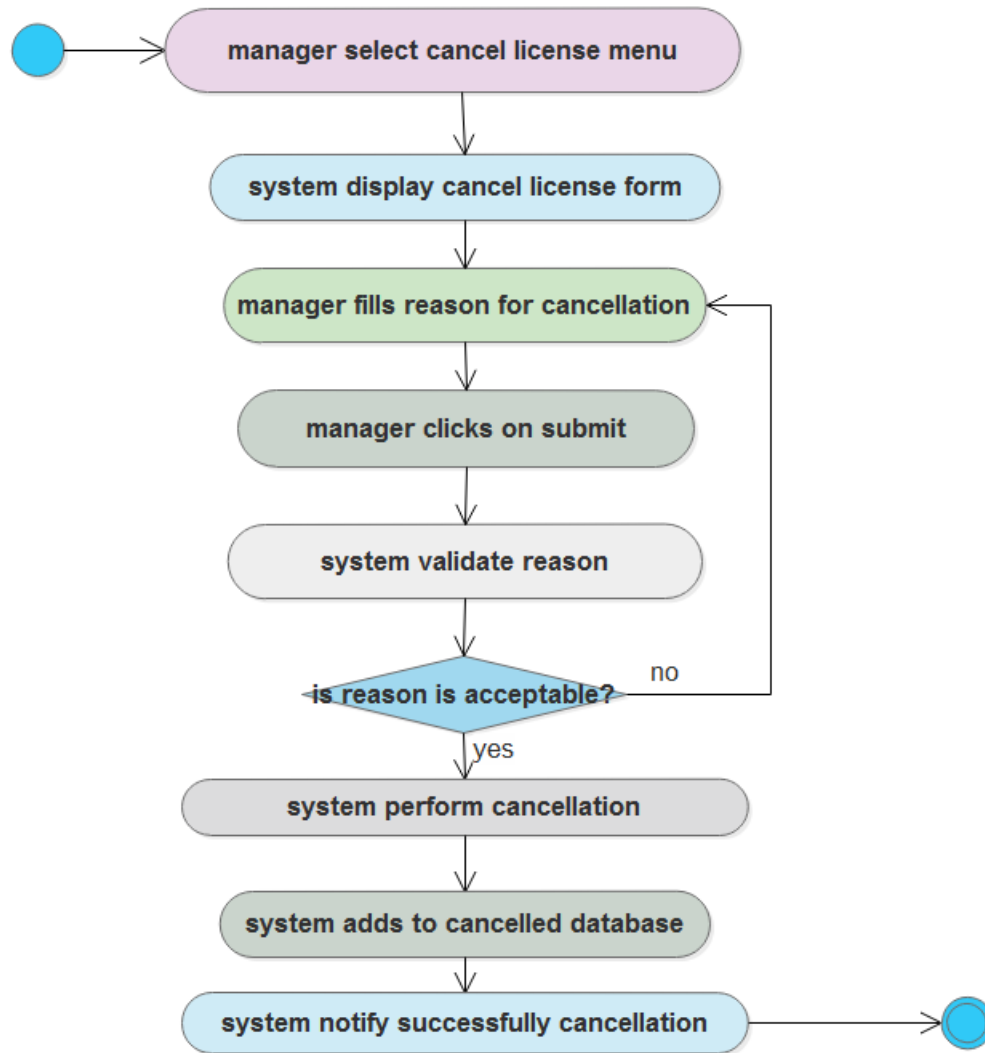 manager select cancel license menu
system display cancel license form
manager fills reason for cancellation
manager clicks on submit
system validate reason
is reason is acceptable?
no
yes
system perform cancellation
system adds to cancelled database
system notify successfully cancellation